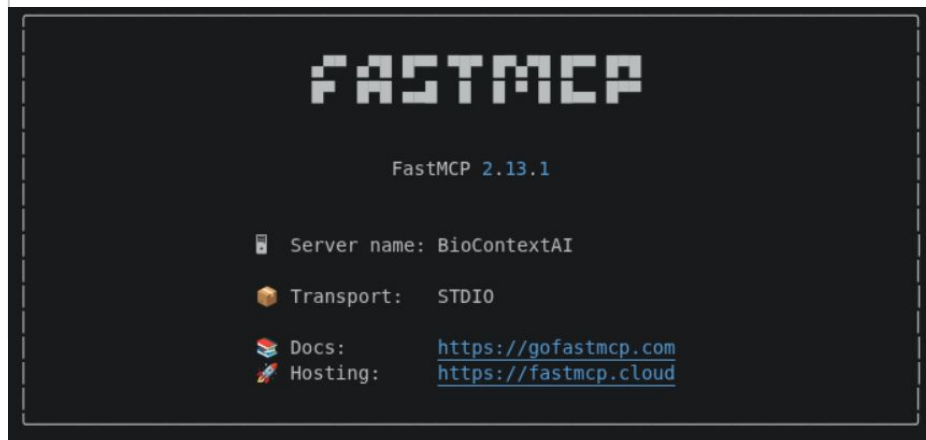 FASTMCP
FastMCP 2.13.1
🖥 Server name: BioContextAI
📦 Transport: STDIO
📚 Docs: https://gofastmcp.com
🚀 Hosting: https://fastmcp.cloud